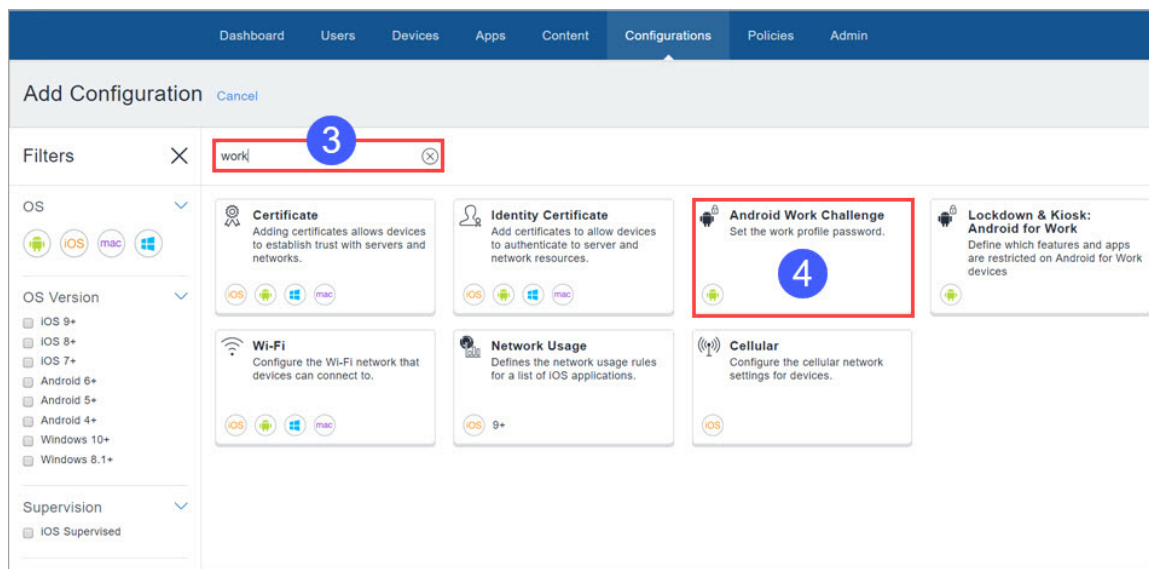 Dashboard Users Devices Apps Content Configurations Policies Admin
Add Configuration Cancel
Filters
work
3
OS
iOS mac
OS Version
iOS 9+
iOS 8+
iOS 7+
Android 6+
Android 5+
Android 4+
Windows 10+
Windows 8.1+
Supervision
iOS Supervised
Certificate
Adding certificates allows devices
to establish trust with servers and
networks.
iOS mac
Identity Certificate
Add certificates to allow devices
to authenticate to server and
network resources.
iOS mac
Android Work Challenge
Set the work profile password.
4
Lockdown & Kiosk:
Android for Work
Define which features and apps
are restricted on Android for Work
devices
Wi-Fi
Configure the Wi-Fi network that
devices can connect to.
iOS mac
Network Usage
Defines the network usage rules
for a list of iOS applications.
iOS 9+
Cellular
Configure the cellular network
settings for devices.
iOS